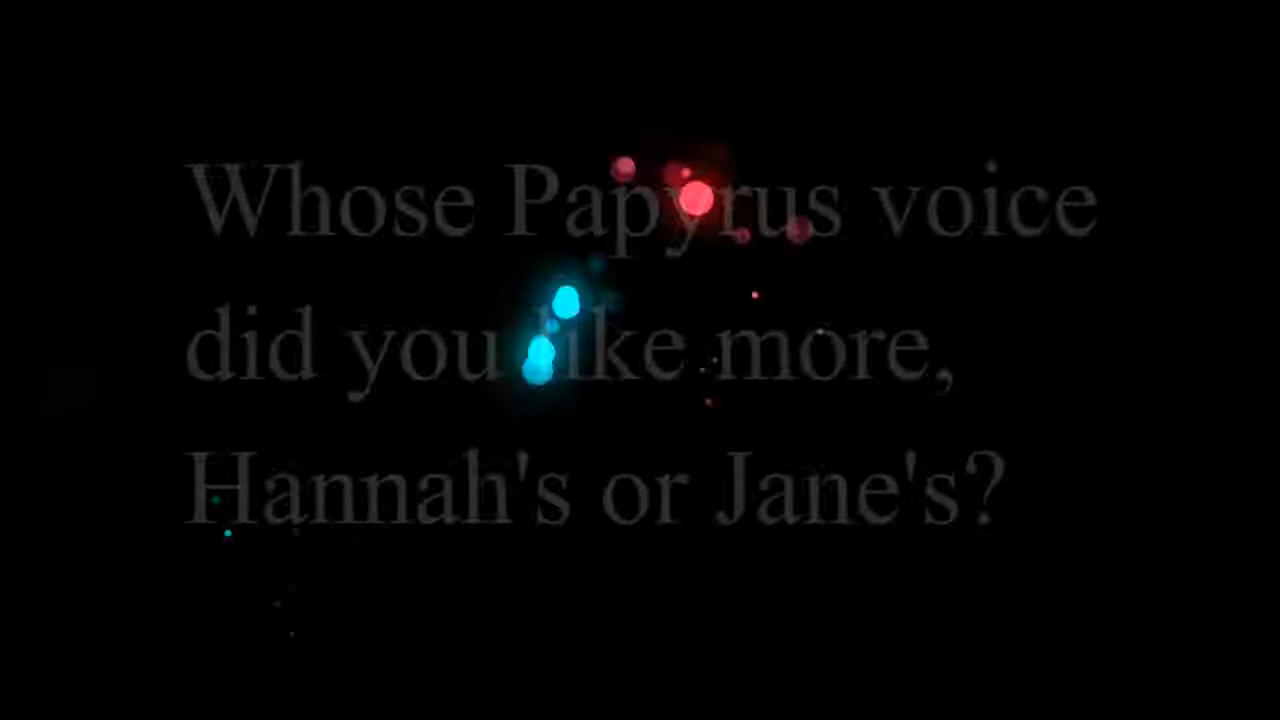 Whose Papyrus voice
did you like more,
Hannah's or Jane's?